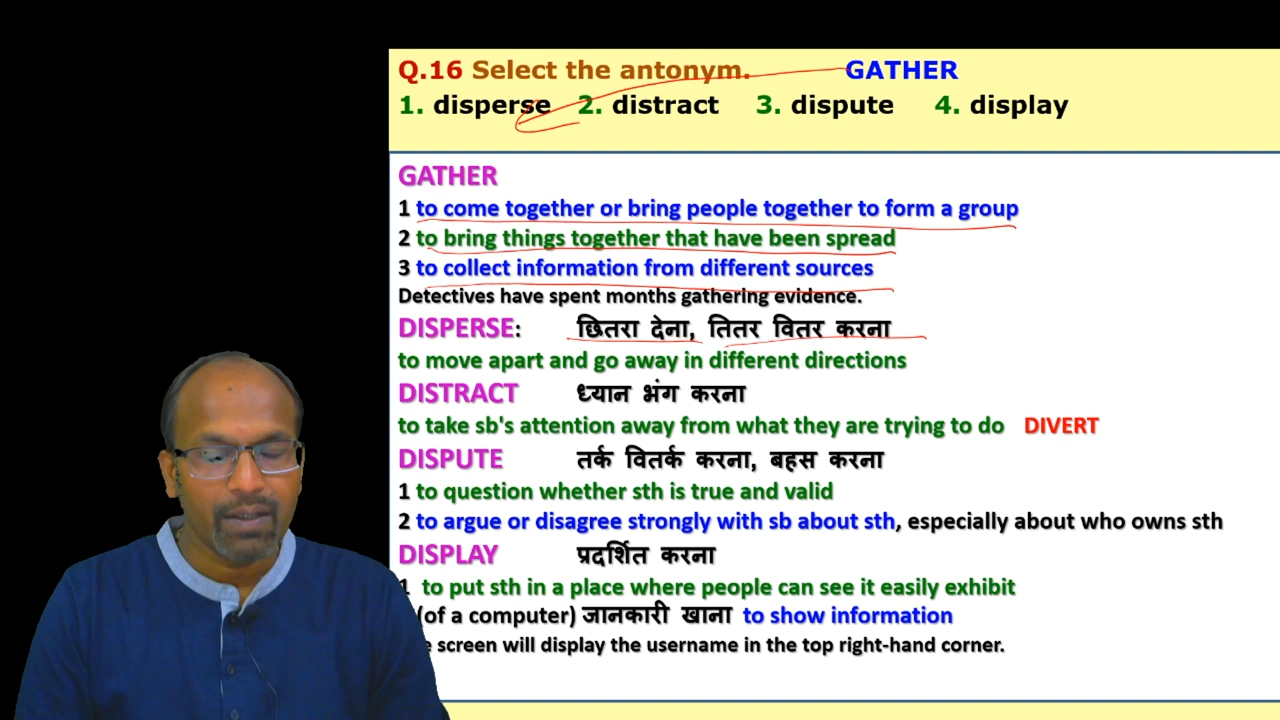 Q.16 Select the antonym. GATHER
1. disperse 2. distract 3. dispute 4. display
GATHER
1 to come together or bring people together to form a group
2 to bring things together that have been spread
3 to collect information from different sources
Detectives have spent months gathering evidence.
DISPERSE: छितरा देना, तितर वितर करना
to move apart and go away in different directions
DISTRACT ध्यान भंग करना
to take sb's attention away from what they are trying to do DIVERT
DISPUTE तर्क वितर्क करना, बहस करना
1 to question whether sth is true and valid
2 to argue or disagree strongly with sb about sth, especially about who owns sth
DISPLAY प्रदर्शित करना
1 to put sth in a place where people can see it easily exhibit
(of a computer) जानकारी खाना to show information
screen will display the username in the top right-hand corner.